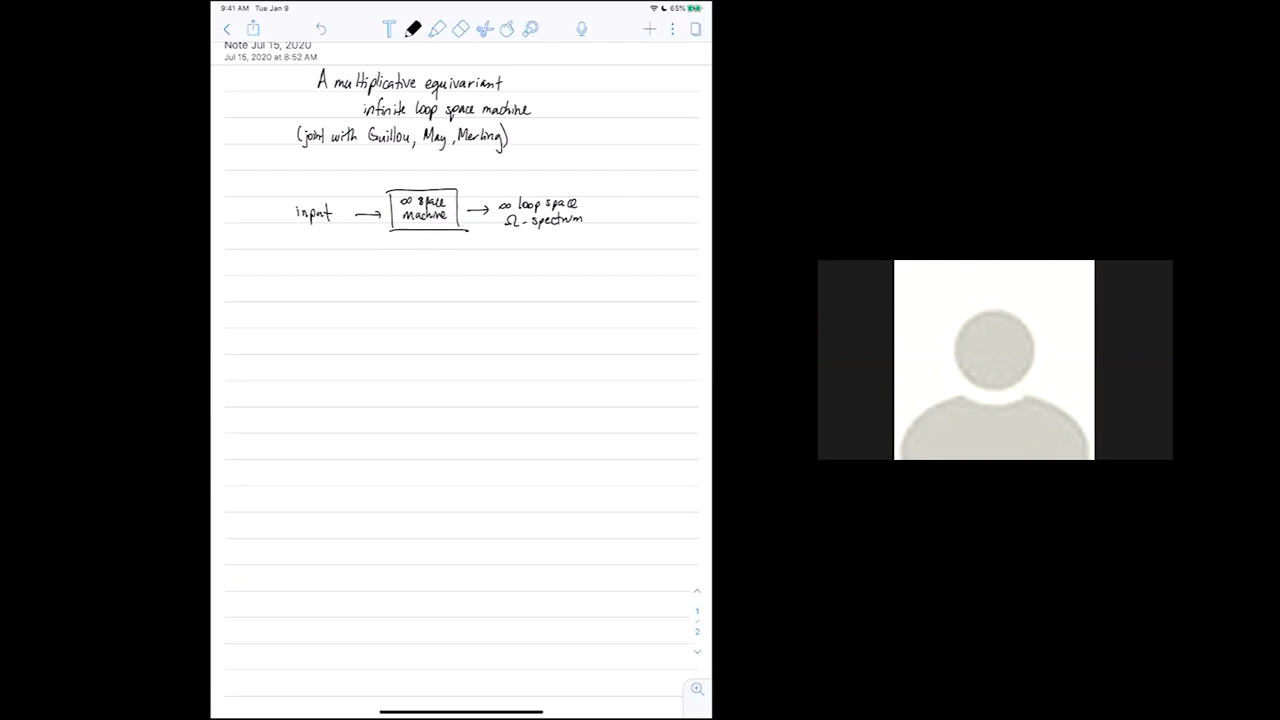 9:41 AM Tue Jan 9
65%
Note Jul 15, 2020
Jul 15, 2020 at 8:52 AM
A multiplicative equivariant
infinite loop space machine
(joint with Guillou, May, Merling)
input → ∞ space machine → ∞ loop space
Ω - spectrum
1
/
2